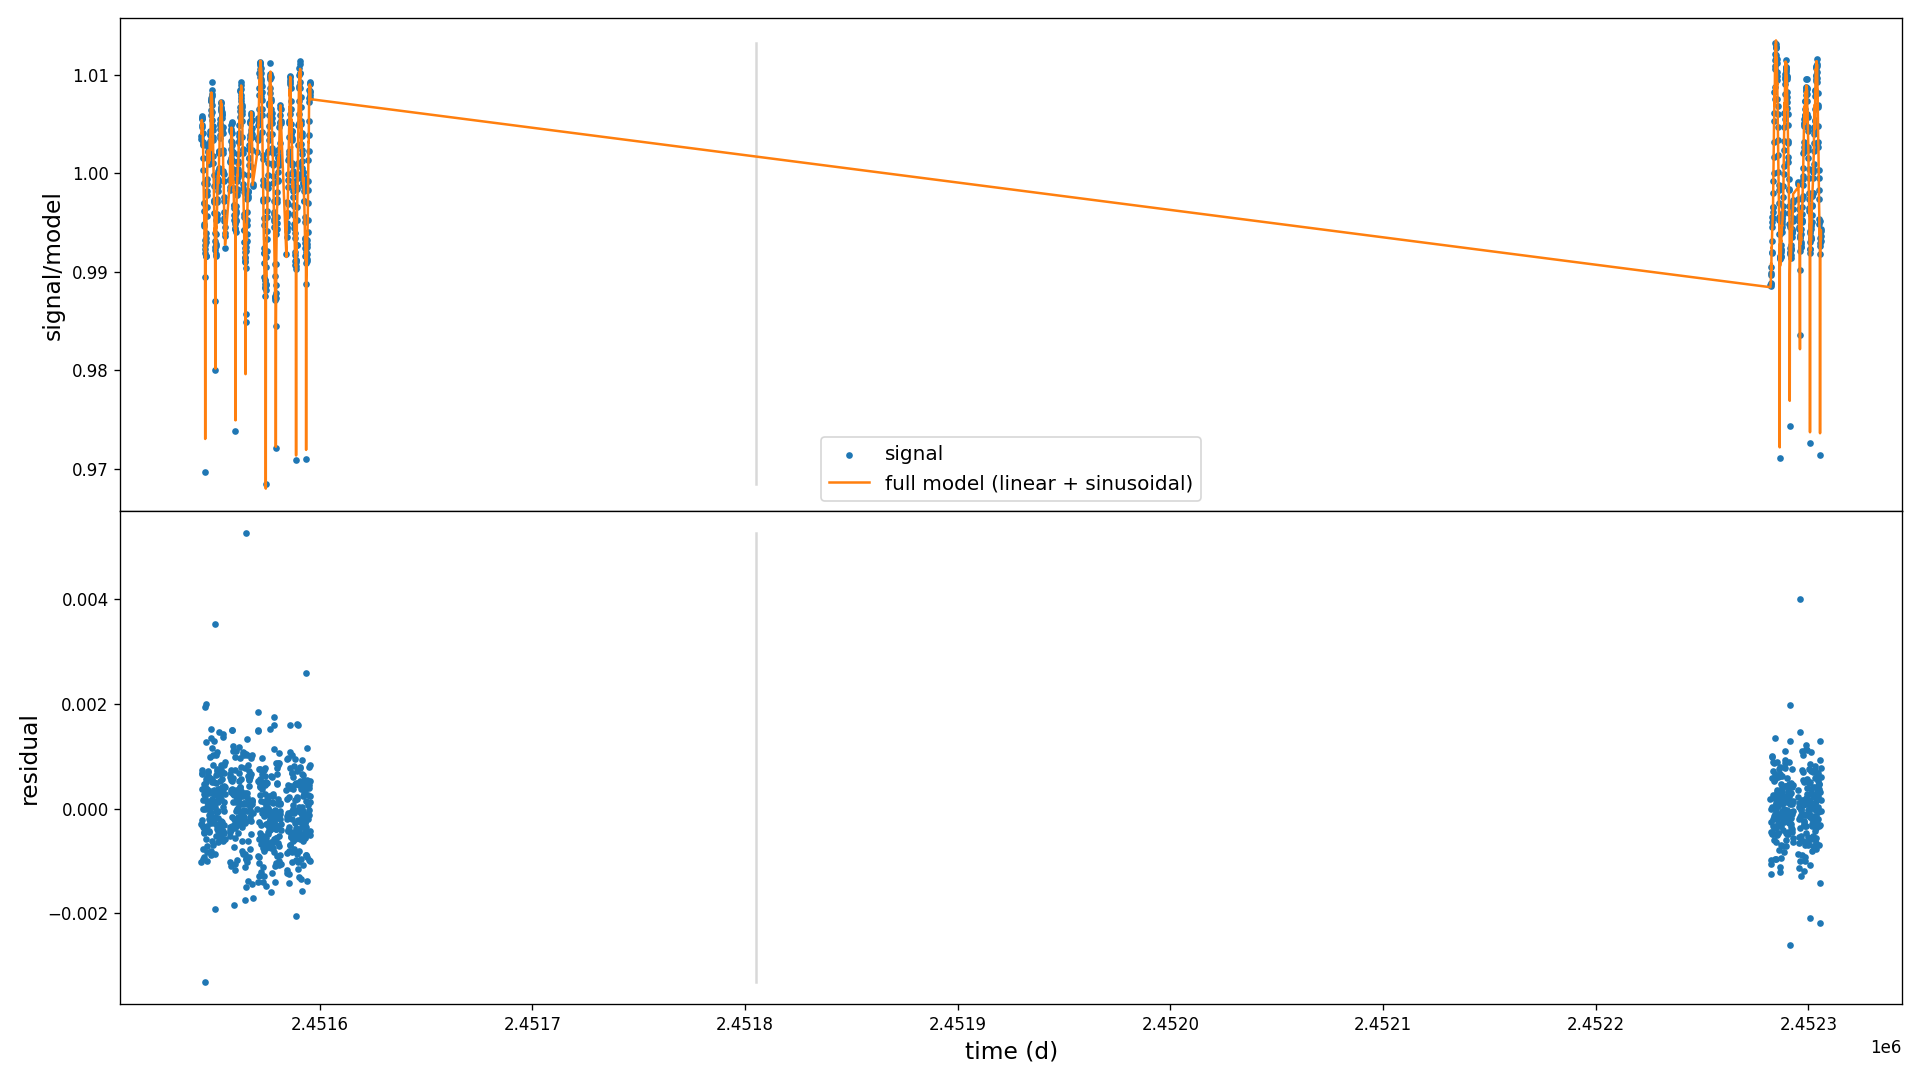 1.01
1.00
0.99
0.98
0.97
signal/model
signal
full model (linear + sinusoidal)
0.004
0.002
0.000
−0.002
residual
2.4516
2.4517
2.4518
2.4519
2.4520
2.4521
2.4522
2.4523
1e6
time (d)